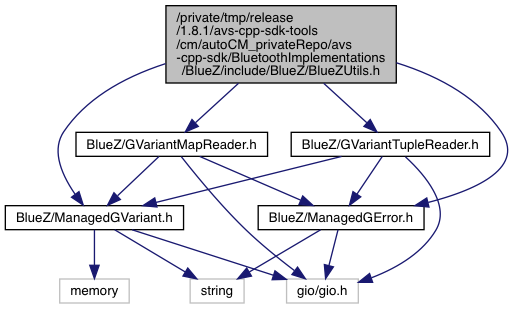 /private/tmp/release
/1.8.1/avs-cpp-sdk-tools
/cm/autoCM_privateRepo/avs
-cpp-sdk/BluetoothImplementations
/BlueZ/include/BlueZ/BlueZUtils.h
BlueZ/GVariantMapReader.h
BlueZ/GVariantTupleReader.h
BlueZ/ManagedGVariant.h
BlueZ/ManagedGError.h
memory
string
gio/gio.h